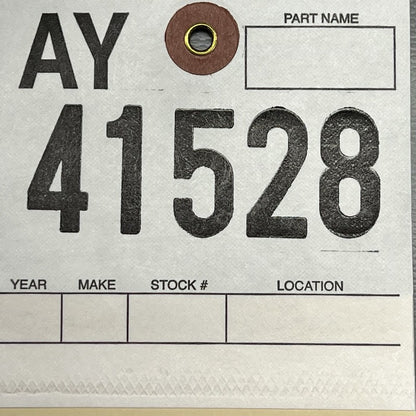 AY PART NAME
41528
YEAR MAKE STOCK # LOCATION